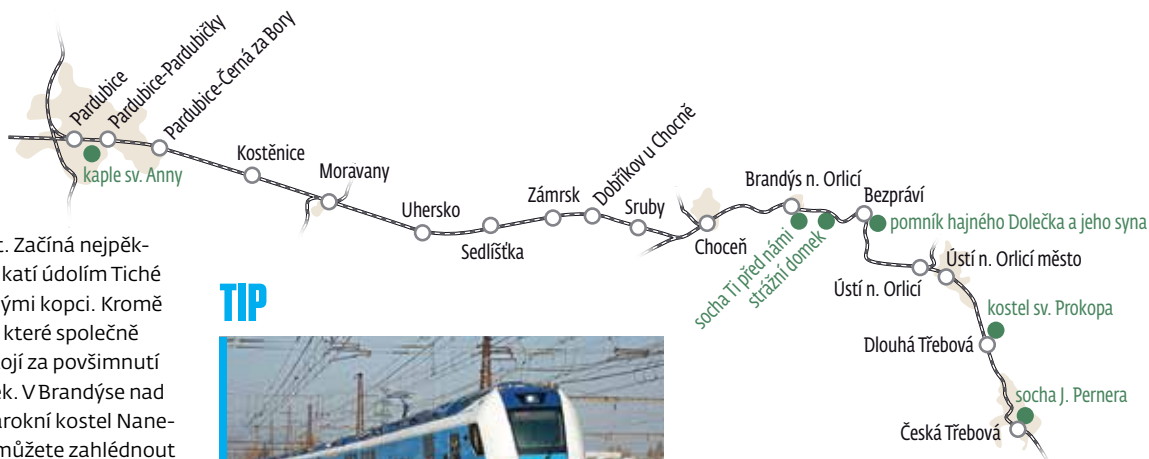 Pardubice
Pardubice-Pardubičky
Pardubice-Černá za Bory
kaple sv. Anny
Kostěnice
Moravany
Uhersko
Sedlíšťka
Zámrsk
Dobříkov u Chocně
Sruby
Choceň
Brandýs n. Orlicí
socha Ti před námi
strážní domek
Bezpráví
pomník hajného Dolečka a jeho syna
Ústí n. Orlicí
Ústí n. Orlicí město
kostel sv. Prokopa
Dlouhá Třebová
socha J. Pernera
Česká Třebová
t. Začíná nejpěk-
katí údolím Tiché
ými kopci. Kromě
které společně
ojí za povšimnutí
ek. V Brandýse nad
arokní kostel Nane-
můžete zahlédnout
TIP